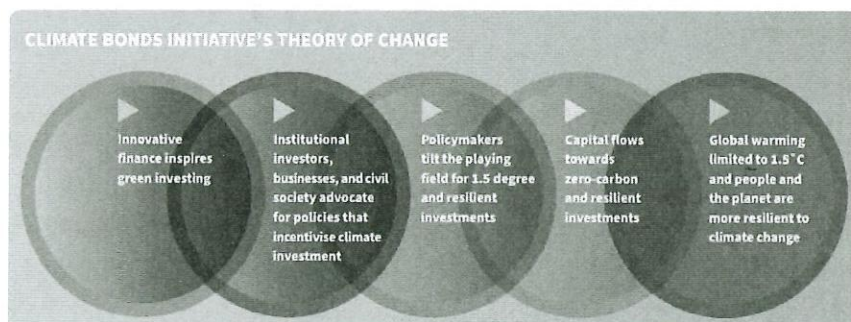 CLIMATE BONDS INITIATIVE'S THEORY OF CHANGE
Innovative
finance inspires
green investing
Institutional
investors,
businesses, and civil
society advocate
for policies that
incentivise climate
investment
Policymakers
tilt the playing
field for 1.5 degree
and resilient
investments
Capital flows
towards
zero-carbon
and resilient
investments
Global warming
limited to 1.5°C
and people and
the planet are
more resilient to
climate change